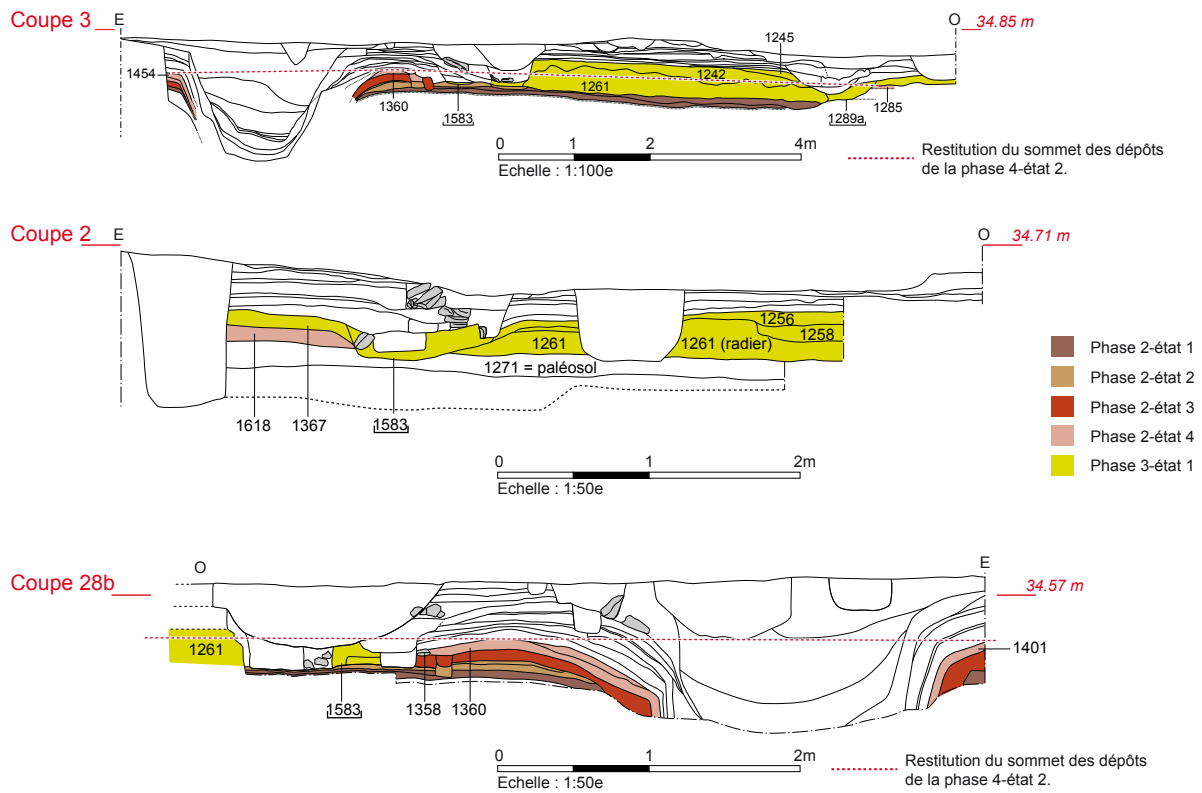 Coupe 3
E
O
34.85 m
1245
1454
1242
1261
1360
1583
1289a
1285
0 1 2 4m
Echelle : 1:100e
Restitution du sommet des dépôts
de la phase 4-état 2.
Coupe 2
E
O
34.71 m
1256
1261
1261 (radier)
1258
1271 = paléosol
1618
1367
1583
0 1 2m
Echelle : 1:50e
Phase 2-état 1
Phase 2-état 2
Phase 2-état 3
Phase 2-état 4
Phase 3-état 1
Coupe 28b
O
E
34.57 m
1261
1401
1583
1358
1360
0 1 2m
Echelle : 1:50e
Restitution du sommet des dépôts
de la phase 4-état 2.